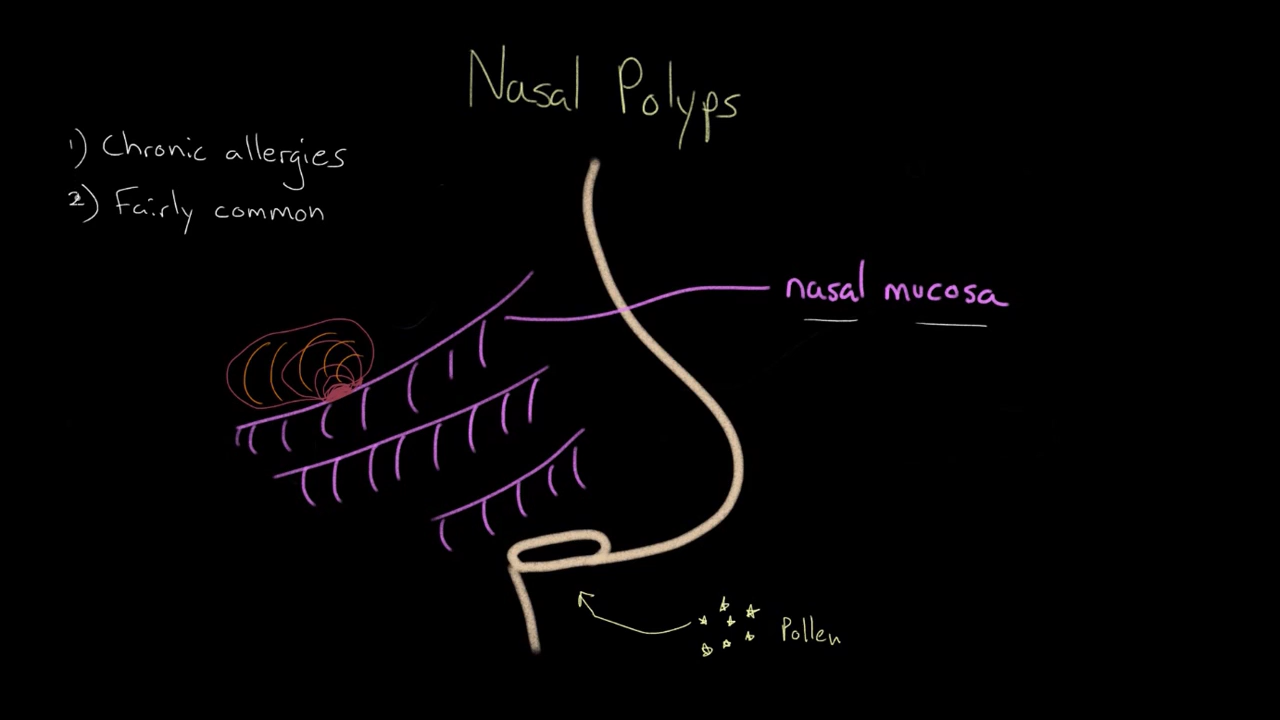 Nasal Polyps
1) Chronic allergies
2) Fairly common
nasal mucosa
Pollen